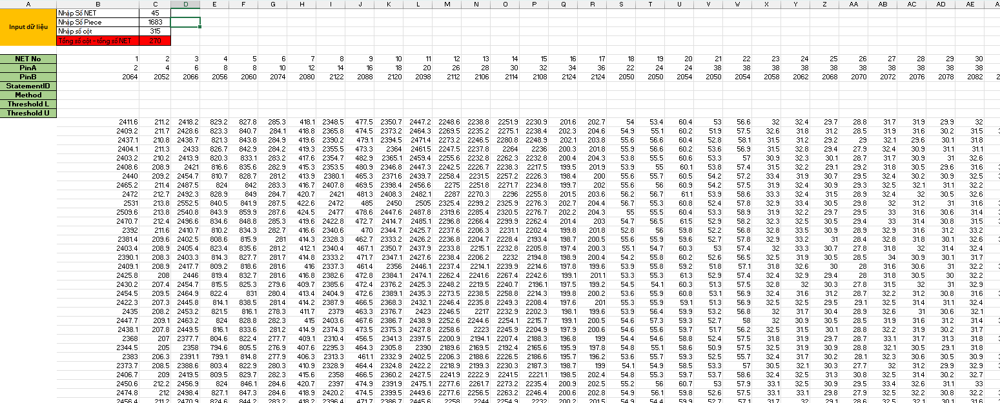 A B C D E F G H I J K L M N O P Q R S T U V W X Y Z AA AB AC AD AE
Input dữ liệu
Nhập Số NET 45
Nhập Số Piece 1683
Nhập số cột 315
Tổng số cột - tổng số NET 270
NET No 1 2 3 4 5 6 7 8 9 10 11 12 13 14 15 16 17 18 19 20 21 22 23 24 25 26 27 28 29 30
PinA 2 4 6 8 8 10 12 14 16 18 20 26 28 30 32 34 36 22 24 24 38 38 38 38 38 38 38 38 38 38
PinB 2064 2052 2066 2056 2060 2074 2080 2122 2088 2120 2098 2112 2106 2114 2108 2124 2124 2050 2050 2054 2050 2054 2058 2062 2068 2070 2072 2076 2078 2082
StatementID
Method
Threshold L
Threshold U
2411.6 211.2 2418.2 829.2 827.8 285.3 418.1 2348.5 477.5 2350.7 2447.2 2248.6 2238.8 2251.9 2230.9 201.6 202.7 54 53.4 60.4 53 56.6 32 32.4 29.7 28.8 31.7 31.9 29.9 32
2409.2 211.7 2428.6 823.3 840.7 284.1 418.8 2365.8 474.5 2373.2 2464.3 2269.5 2235.2 2275.1 2238.4 202.3 204.6 54.9 55.1 60.2 51.9 57.5 32.6 31.8 31.2 28.5 31.9 31.6 30.2 31.5
2437.1 210.8 2438.7 821.3 843.8 284.9 419.6 2390.2 479.1 2394.5 2471.4 2273.2 2246.5 2280.8 2248.9 202.1 203.8 55.6 56.6 60.4 52.8 58.1 31.5 31.2 29.2 29 32.1 29.6 30.1 31.8
2404.1 211.3 2433 826.7 842.9 284.2 419.3 2355.5 473.3 2364 2461.5 2247.5 2237.8 2264 2236 200.3 201.8 55.9 56.6 60.2 53.6 56.9 31.5 32.8 29.4 27.9 32.4 30.9 31.1 31.1
2403.2 210.2 2413.9 820.3 833.1 283.2 417.6 2354.7 482.9 2365.1 2459.4 2255.6 2232.8 2262.3 2232.8 200.4 204.3 53.8 55.5 60.6 53.3 57 30.9 32.3 30.1 28.7 31.7 30.9 31 32.6
2408.6 208.9 2421 816.6 835.6 282.9 415.3 2353.5 480.9 2346.8 2447.3 2242.5 2226.7 2238.3 2217.5 199.5 201.9 53.9 55 60.1 53.8 57.4 31.5 32.2 29.1 29.2 31.8 30.5 29.6 31.6
2440 209.2 2454.7 810.7 828.7 281.2 413.9 2380.1 465.3 2371.6 2439.7 2258.4 2231.5 2257.2 2226.3 198.4 200 55.6 55.7 60.5 54.2 57.2 33.4 31.9 30.7 29.5 32.4 30.2 30.9 32.5
2465.2 211.4 2487.5 824 842 283.3 416.7 2407.8 469.5 2398.4 2456.6 2275 2251.8 2271.7 2234.8 199.7 202 55.6 56 60.9 54.2 57.5 31.9 32.4 30.9 29.3 32.5 32.1 31.1 32.2
2472 212.7 2492.3 828.9 849 284.7 420.7 2421 481.3 2408.3 2482.1 2287 2270.3 2296 2255.8 201.5 203.6 56.2 56.7 61.1 53.9 58.6 33.3 32.4 31.5 28.9 32.4 32 30.5 32.6
2531 213.8 2552.5 840.5 841.9 287.5 422.6 2472 485 2450 2505 2325.4 2299.2 2325.9 2276.3 202.7 204.4 56.7 55.3 60.8 52.4 57.8 32.9 33.4 30.5 29.8 32 31.2 31 31.6
2509.6 213.8 2540.8 843.9 859.9 287.6 424.5 2477 478.6 2447.6 2487.8 2319.6 2285.4 2320.5 2276.7 202.2 204.3 55 55.5 60.4 53.3 58.9 31.9 32.2 29.7 29.5 33 31.6 30.6 31.4
2470.7 212.4 2496.6 834.6 848.8 285.3 419.6 2422.8 472.7 2414.7 2485.1 2296.8 2266.4 2299.9 2262.4 201.4 203 54.7 56.5 61.5 52.9 58.2 32.3 32.5 30.5 29.4 33 31.4 30.8 31.5
2392 211.6 2410.7 810.2 834.3 282.7 416.6 2340.6 470 2344.7 2425.7 2237.6 2206.3 2231.1 2202.4 199.8 201.8 52.8 56 59.8 52.2 56.8 32.8 33.5 30.9 28.9 32.9 31.6 31.2 33.2
2381.4 209.6 2402.5 808.6 815.9 281 414.3 2328.3 462.7 2333.2 2426.2 2236.8 2204.7 2228.4 2193.4 198.7 200.5 55.6 55.9 59.6 52.7 57.8 32.9 33.2 31 28.4 32.8 31.8 30.1 32.6
2403.4 208.9 2405.4 823.4 835.6 281.2 412.1 2340.4 467.1 2350.7 2437.9 2233.8 2215.1 2232.8 2205.8 197.4 200.3 55.1 54.7 60.3 53 57.4 32 33.3 30.7 27.8 31.8 32 31.4 32.4
2390.1 208.3 2403.3 814.3 827.7 281.7 414.8 2333.2 471.7 2347.1 2427.6 2238.4 2206.2 2232 2194.8 198.9 200.4 54.2 55.8 60.2 52.6 56.5 32.5 31.9 30.5 28.5 34 30.9 30.1 31.7
2409.1 208.9 2417.7 809.2 818.6 281.6 416 2337.3 461.4 2356 2446.1 2237.4 2214.1 2239.9 2214.6 197.8 199.6 53.9 55.8 59.2 51.8 57.1 31.8 32.6 30 28 31.6 30.6 31 32.2
2425.8 208 2446 819.4 832.7 281.6 416.8 2382.6 472.8 2384.1 2474.1 2262.4 2241.6 2267.4 2242.6 199.1 201.1 53.3 55.3 61.3 52.9 57.4 32.4 32.9 29.4 28 31.8 30.5 30 32.2
2430.2 207.4 2454.7 815.5 825.3 279.6 409.7 2385.6 472.4 2376.2 2425.3 2248.2 2219.5 2240.7 2196.1 197.5 199.2 54.5 54.1 60.3 51.3 57.5 32.8 32 30.3 27.8 31.5 32 31 32.9
2454.5 209.5 2464.9 822.4 831 280.4 413.4 2404.9 472.6 2389.1 2435.3 2273.5 2238.5 2258.8 2214.3 199.8 200.2 53.6 55.9 60.8 53.1 56.9 32.4 31.6 31.2 28.7 32.2 31.2 30.8 31.6
2422.3 207.3 2445.8 814.1 838.5 281.4 414.2 2387.9 466.5 2368.3 2432.1 2246.4 2235.8 2249.3 2208.4 197.6 201 55.3 55.9 59.1 51.3 56.9 32.5 32.5 29.5 29.1 32.5 31.4 31.1 32.4
2435 208.2 2453.2 821.5 816.1 278.3 411.7 2379 463.3 2376.7 2423 2246.5 2217 2232.9 2202.3 198.1 199.6 53.9 56.4 59.9 53.2 56.8 32 31.7 30.4 28.9 32.6 31 30.6 32.1
2447.7 209.1 2463.2 824 828.8 282.3 415 2403.6 467.6 2386.7 2438.9 2252.6 2244.6 2254.1 2215.7 199.1 200.5 54.6 57.3 59.3 52.7 58 32 30.9 30.5 28.5 31.9 31.6 31.2 31.4
2438.1 207.8 2449.5 816.1 833.6 281.2 414.9 2374.3 473.5 2375.3 2427.8 2258.6 2223 2245.9 2204.9 197.9 200.6 54.6 55.6 59.7 51.7 56.2 32.5 31.5 30.1 28.8 32.2 31.9 30.2 31.7
2368 207 2377.7 804.6 822.4 277.7 409.1 2310.4 456.5 2341.3 2397.5 2200.9 2194.1 2207.4 2188.3 196.8 199 54.4 54.6 58.8 52.4 57.5 31.8 31.9 29.7 28.7 33.1 31.7 31.3 31.8
2344.5 205 2358 794.6 805.5 276.9 407.6 2295.3 464.3 2305.8 2390 2189.6 2169.5 2192.4 2165.6 195.9 197.8 54.8 55.1 58.6 50.9 57.5 32.5 31.9 30.9 28.8 32.1 30.5 29.1 31.8
2383 206.3 2391.1 799.1 814.8 277.9 406.3 2313.3 461.1 2332.9 2402.5 2206.3 2188.6 2226.5 2186.6 195.7 196.2 53.6 55.7 59.3 52.5 55.7 32.4 31.7 30.2 28.1 32.3 30.6 30.5 30.9
2373.7 208.5 2388.6 803.4 822.9 280.3 410.9 2328.9 464.4 2324.8 2422.2 2218.9 2199.3 2230.3 2187.3 198.7 199 54.1 54.9 58.5 53.3 57 30.5 32.1 30.3 27.7 32 31.2 29.9 32.9
2406.7 209 2419.5 809.5 829.7 282.3 415.6 2358 466.5 2360.2 2427.5 2241.9 2222.9 2241.5 2221.1 198.5 202.4 54.8 55.3 59.7 53.7 58.6 32.4 32.5 31.3 30.8 32.5 31.4 30.2 32.7
2450.6 212.2 2456.9 824 846.1 284.6 420.7 2397 474.9 2391.9 2475.1 2277.6 2261.7 2273.2 2235.4 200.9 202.5 55.2 56 60.7 53 57.9 33.1 32.5 30.9 29.5 33.4 32.6 31.1 33
2474.8 212 2498.4 827.1 847.3 284.6 418.9 2420.2 474.5 2399.5 2449.6 2277.6 2256.5 2263.2 2246.4 200.6 202.8 54.9 56.1 59.8 52.6 57.5 33.1 33.1 29.8 27.9 32.5 32.2 30.8 32.2
2456.4 211.2 2470.9 824.6 844.2 283.2 418.2 2396.4 471.7 2386.7 2445.6 2258 2244 2254.9 2232 200.2 201.5 54.9 54.4 59.9 52.7 57.1 31.7 32 29.1 28.6 32.5 32.1 30.1 31.6